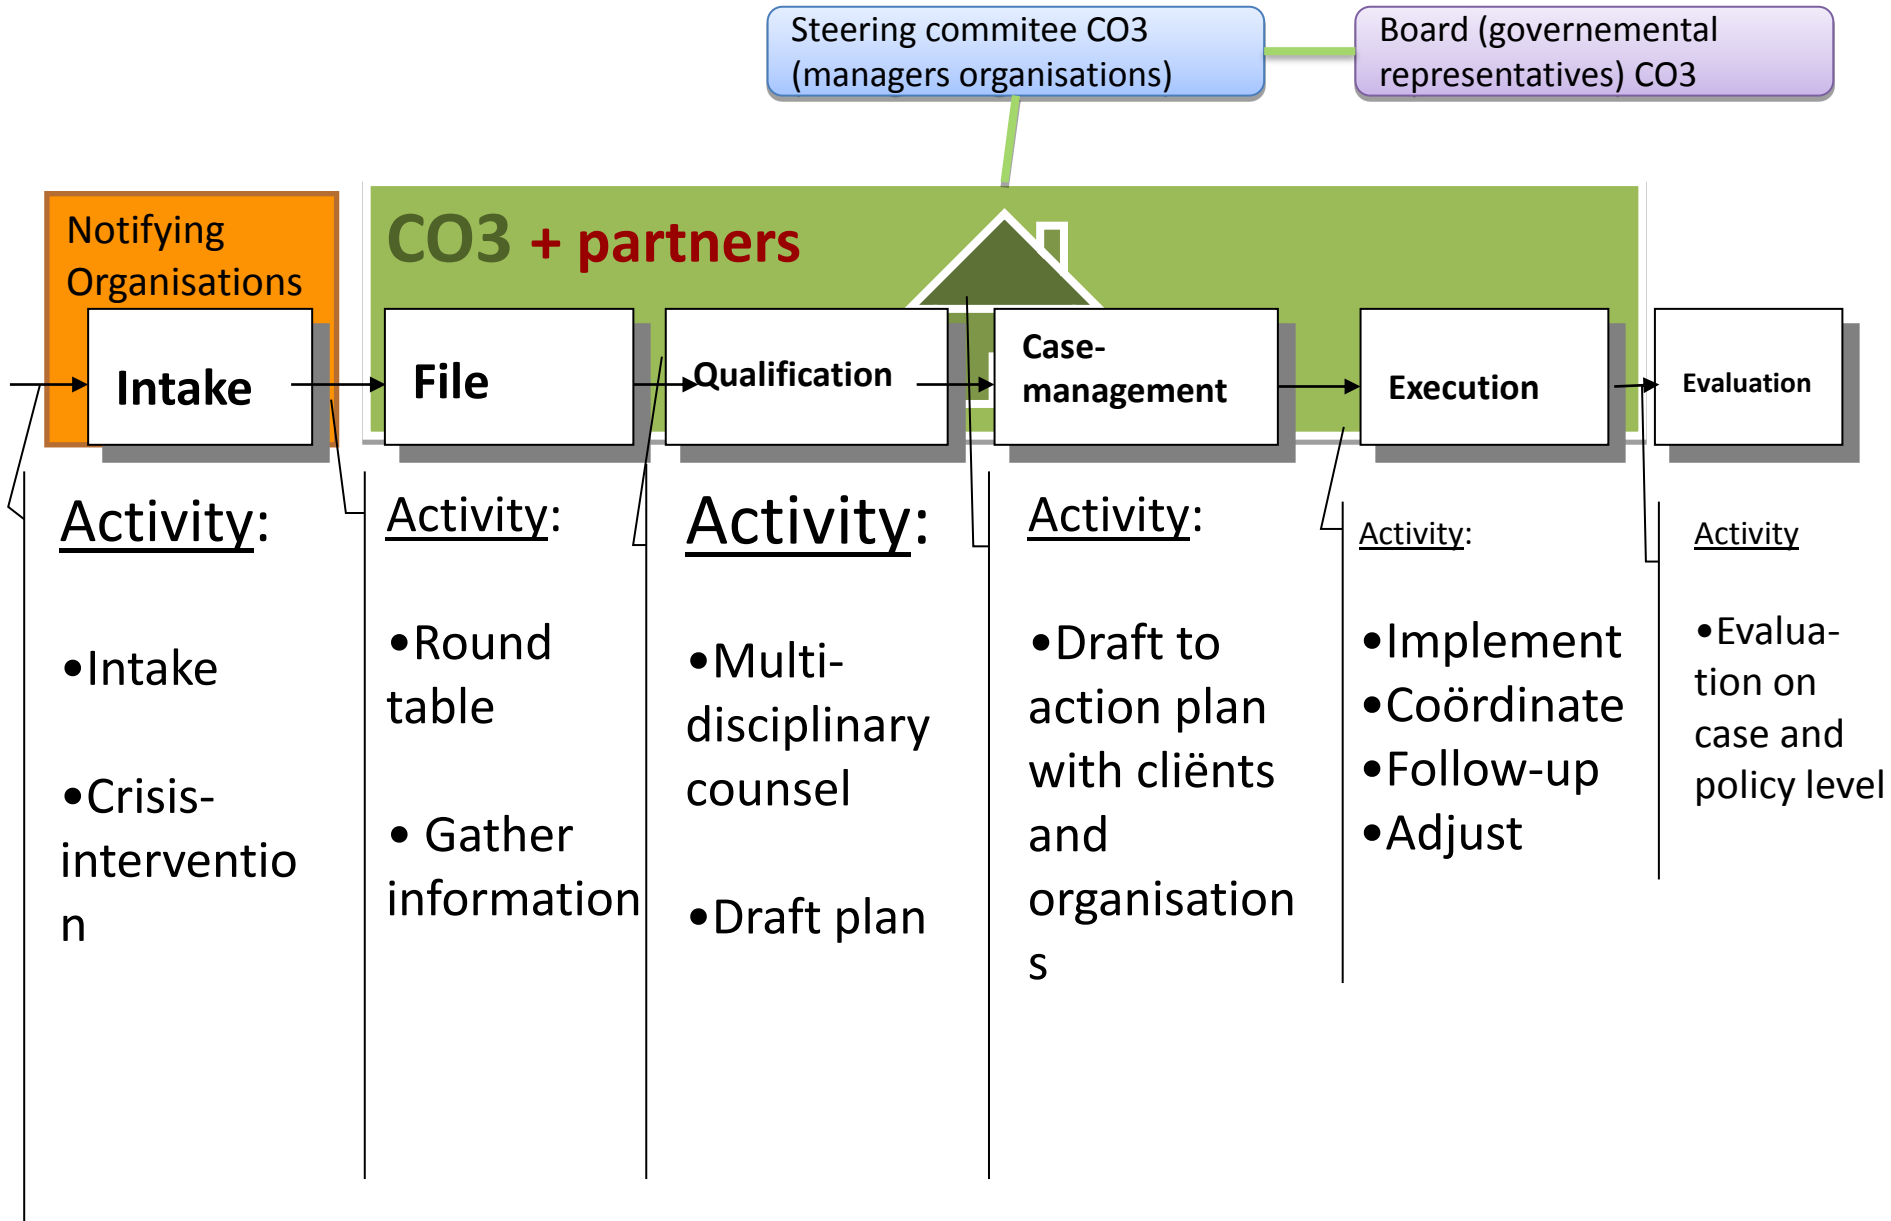 Steering commitee CO3
(managers organisations)
Board (governemental
representatives) CO3
Notifying
Organisations
CO3 + partners
Intake
File
Qualification
Case-
management
Execution
Evaluation
Activity:
•Intake
•Crisis-
interventio
n
Activity:
•Round
table
• Gather
information
Activity:
•Multi-
disciplinary
counsel
•Draft plan
Activity:
•Draft to
action plan
with cliënts
and
organisation
s
Activity:
•Implement
•Coördinate
•Follow-up
•Adjust
Activity
•Evalua-
tion on
case and
policy level